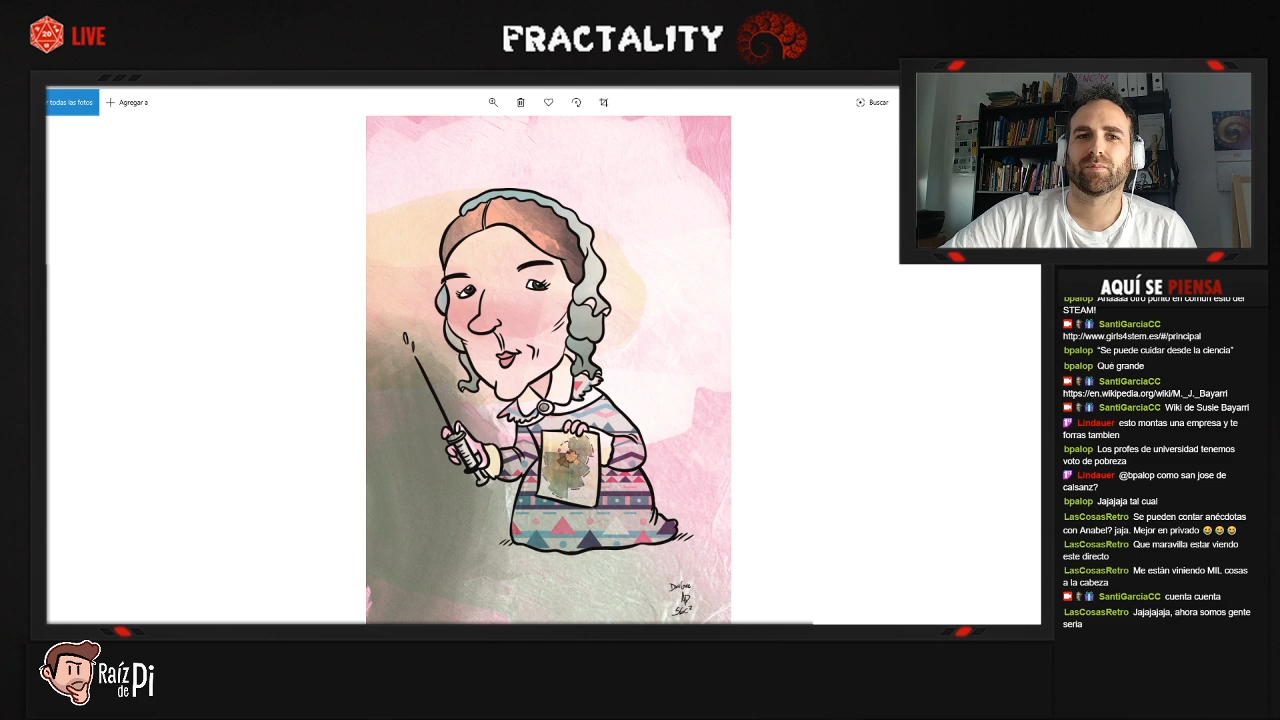 20
LIVE
FRACTALITY
todas las fotos
Agregar a
Buscar
AQUÍ SE PIENSA
bpalop Ahaaaa otro punto en común esto del
STEAM!
SantiGarciaCC
http://www.girls4stem.es/#/principal
bpalop "Se puede cuidar desde la ciencia"
bpalop Qué grande
SantiGarciaCC
https://en.wikipedia.org/wiki/M._J._Bayarri
SantiGarciaCC Wiki de Susie Bayarri
Lindauer esto montas una empresa y te
forras tambien
bpalop Los profes de universidad tenemos
voto de pobreza
Lindauer @bpalop como san jose de
calsanz?
bpalop Jajajaja tal cual
LasCosasRetro Se pueden contar anécdotas
con Anabel? jaja. Mejor en privado 😄 😄 😄
LasCosasRetro Que maravilla estar viendo
este directo
LasCosasRetro Me están viniendo MIL cosas
a la cabeza
SantiGarciaCC cuenta cuenta
LasCosasRetro Jajajajaja, ahora somos gente
seria
Raíz
de Pi